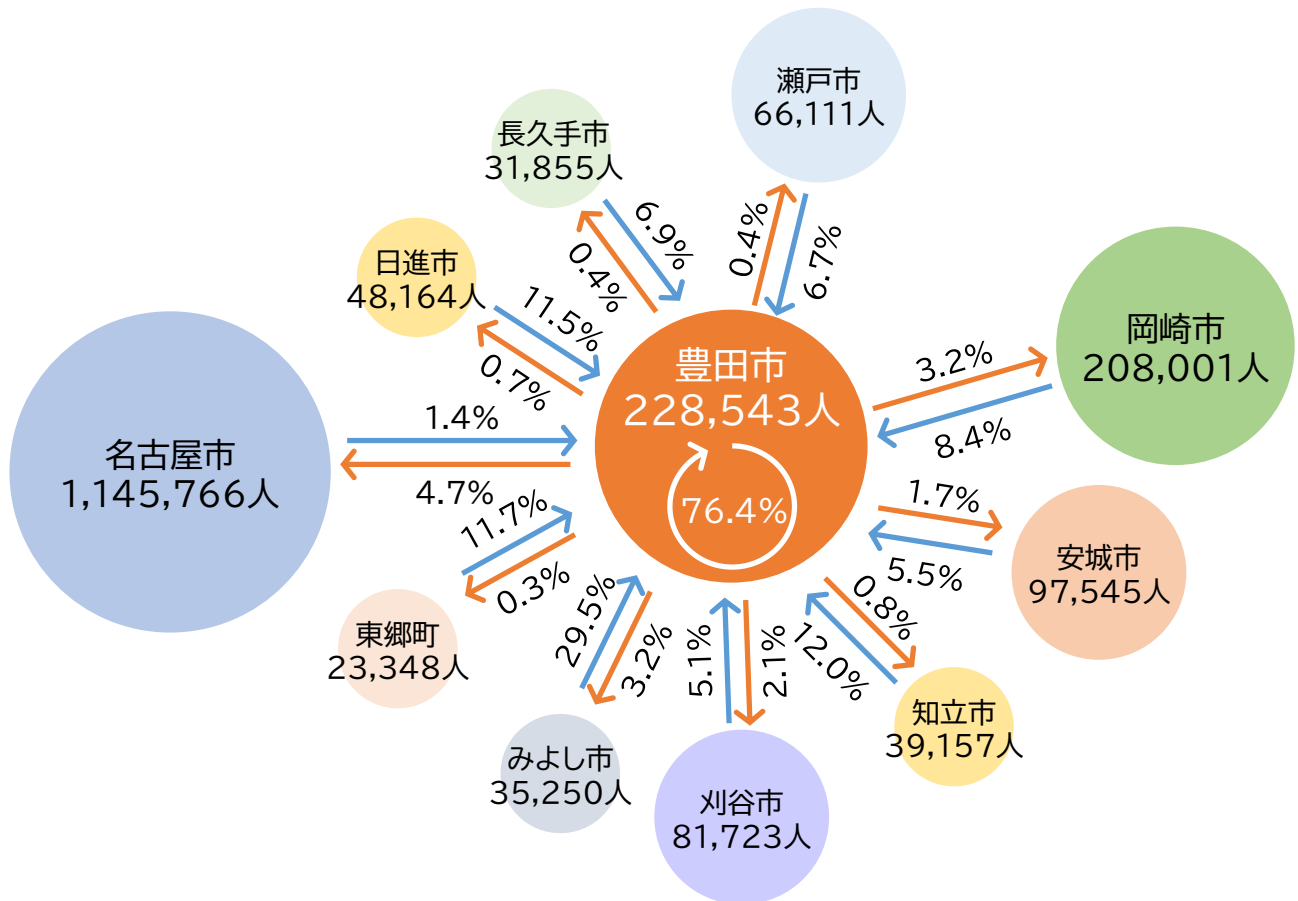 瀬戸市
66,111人
長久手市
31,855人
6.9%
0.4%
0.4%
6.7%
日進市
48,164人
11.5%
0.7%
岡崎市
208,001人
3.2%
8.4%
豊田市
228,543人
76.4%
名古屋市
1,145,766人
1.4%
4.7%
1.7%
5.5%
安城市
97,545人
11.7%
0.3%
東郷町
23,348人
29.5%
3.2%
みよし市
35,250人
5.1%
2.1%
刈谷市
81,723人
0.8%
12.0%
知立市
39,157人